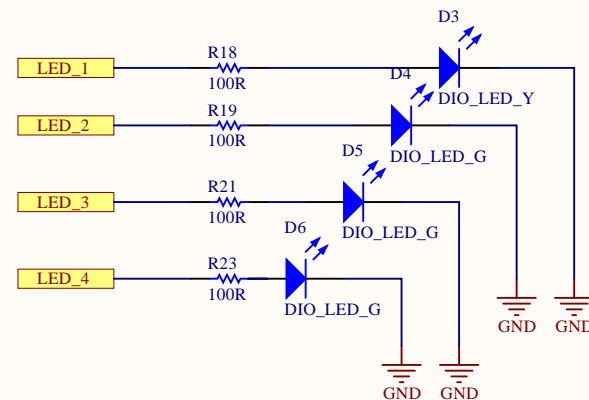 D3
R18
LED_1
100R
D4
DIO_LED_Y
R19
LED_2
100R
D5
DIO_LED_G
R21
LED_3
100R
D6
DIO_LED_G
R23
LED_4
100R
DIO_LED_G
GND
GND
GND
GND